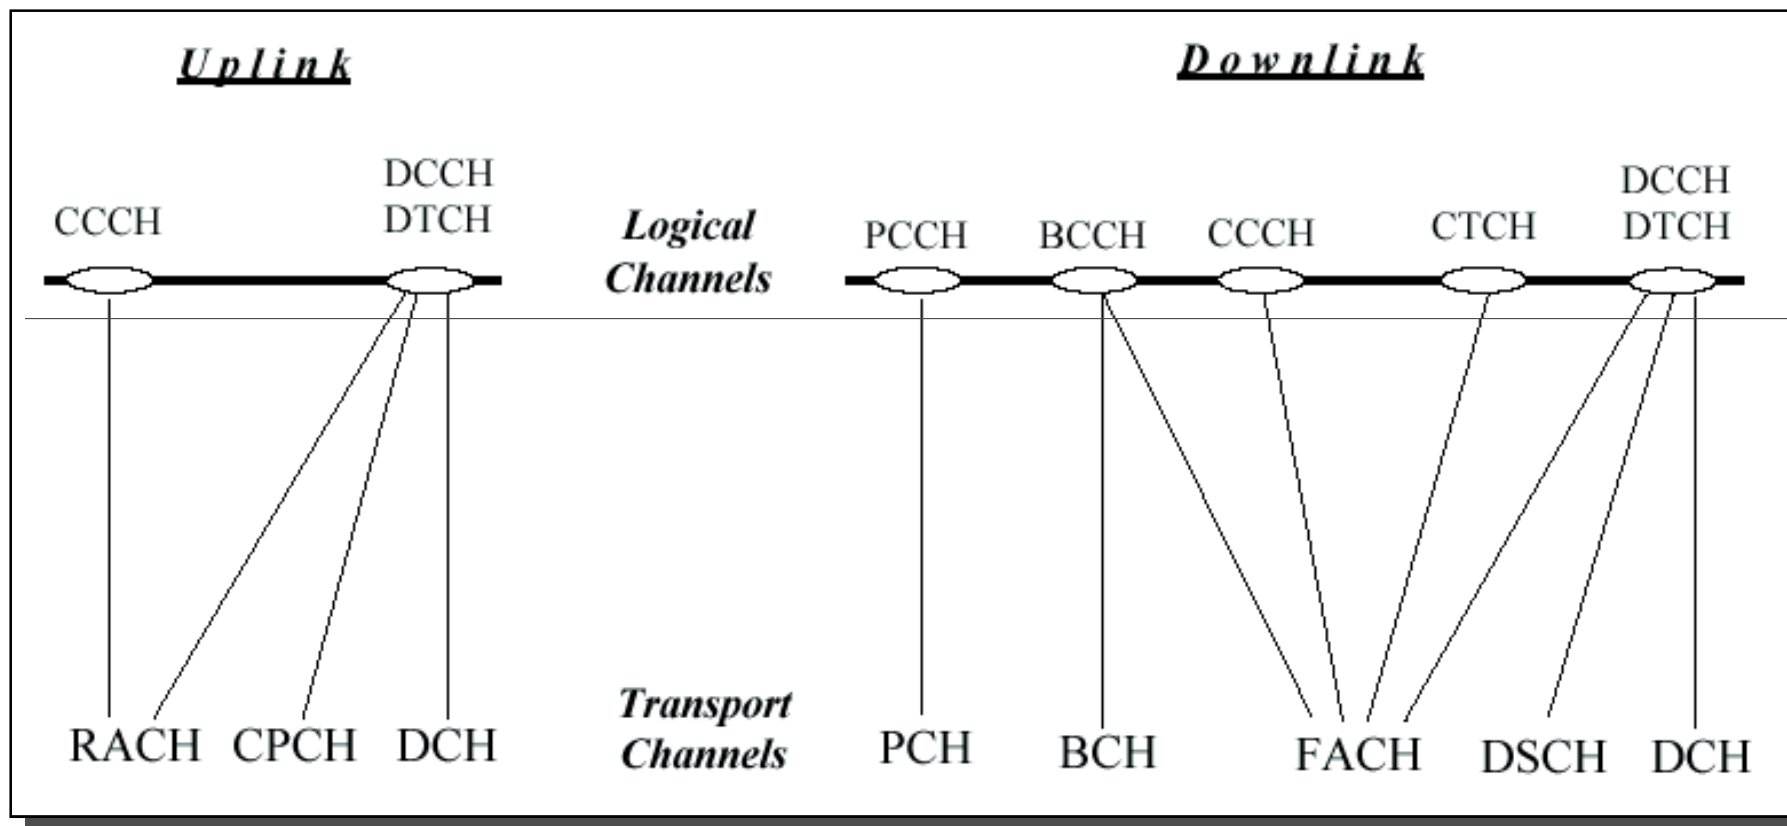 Uplink
Downlink
DCCH
DTCH
CCCH
Logical
Channels
PCCH
BCCH
CCCH
CTCH
DCCH
DTCH
RACH
CPCH
DCH
Transport
Channels
PCH
BCH
FACH
DSCH
DCH